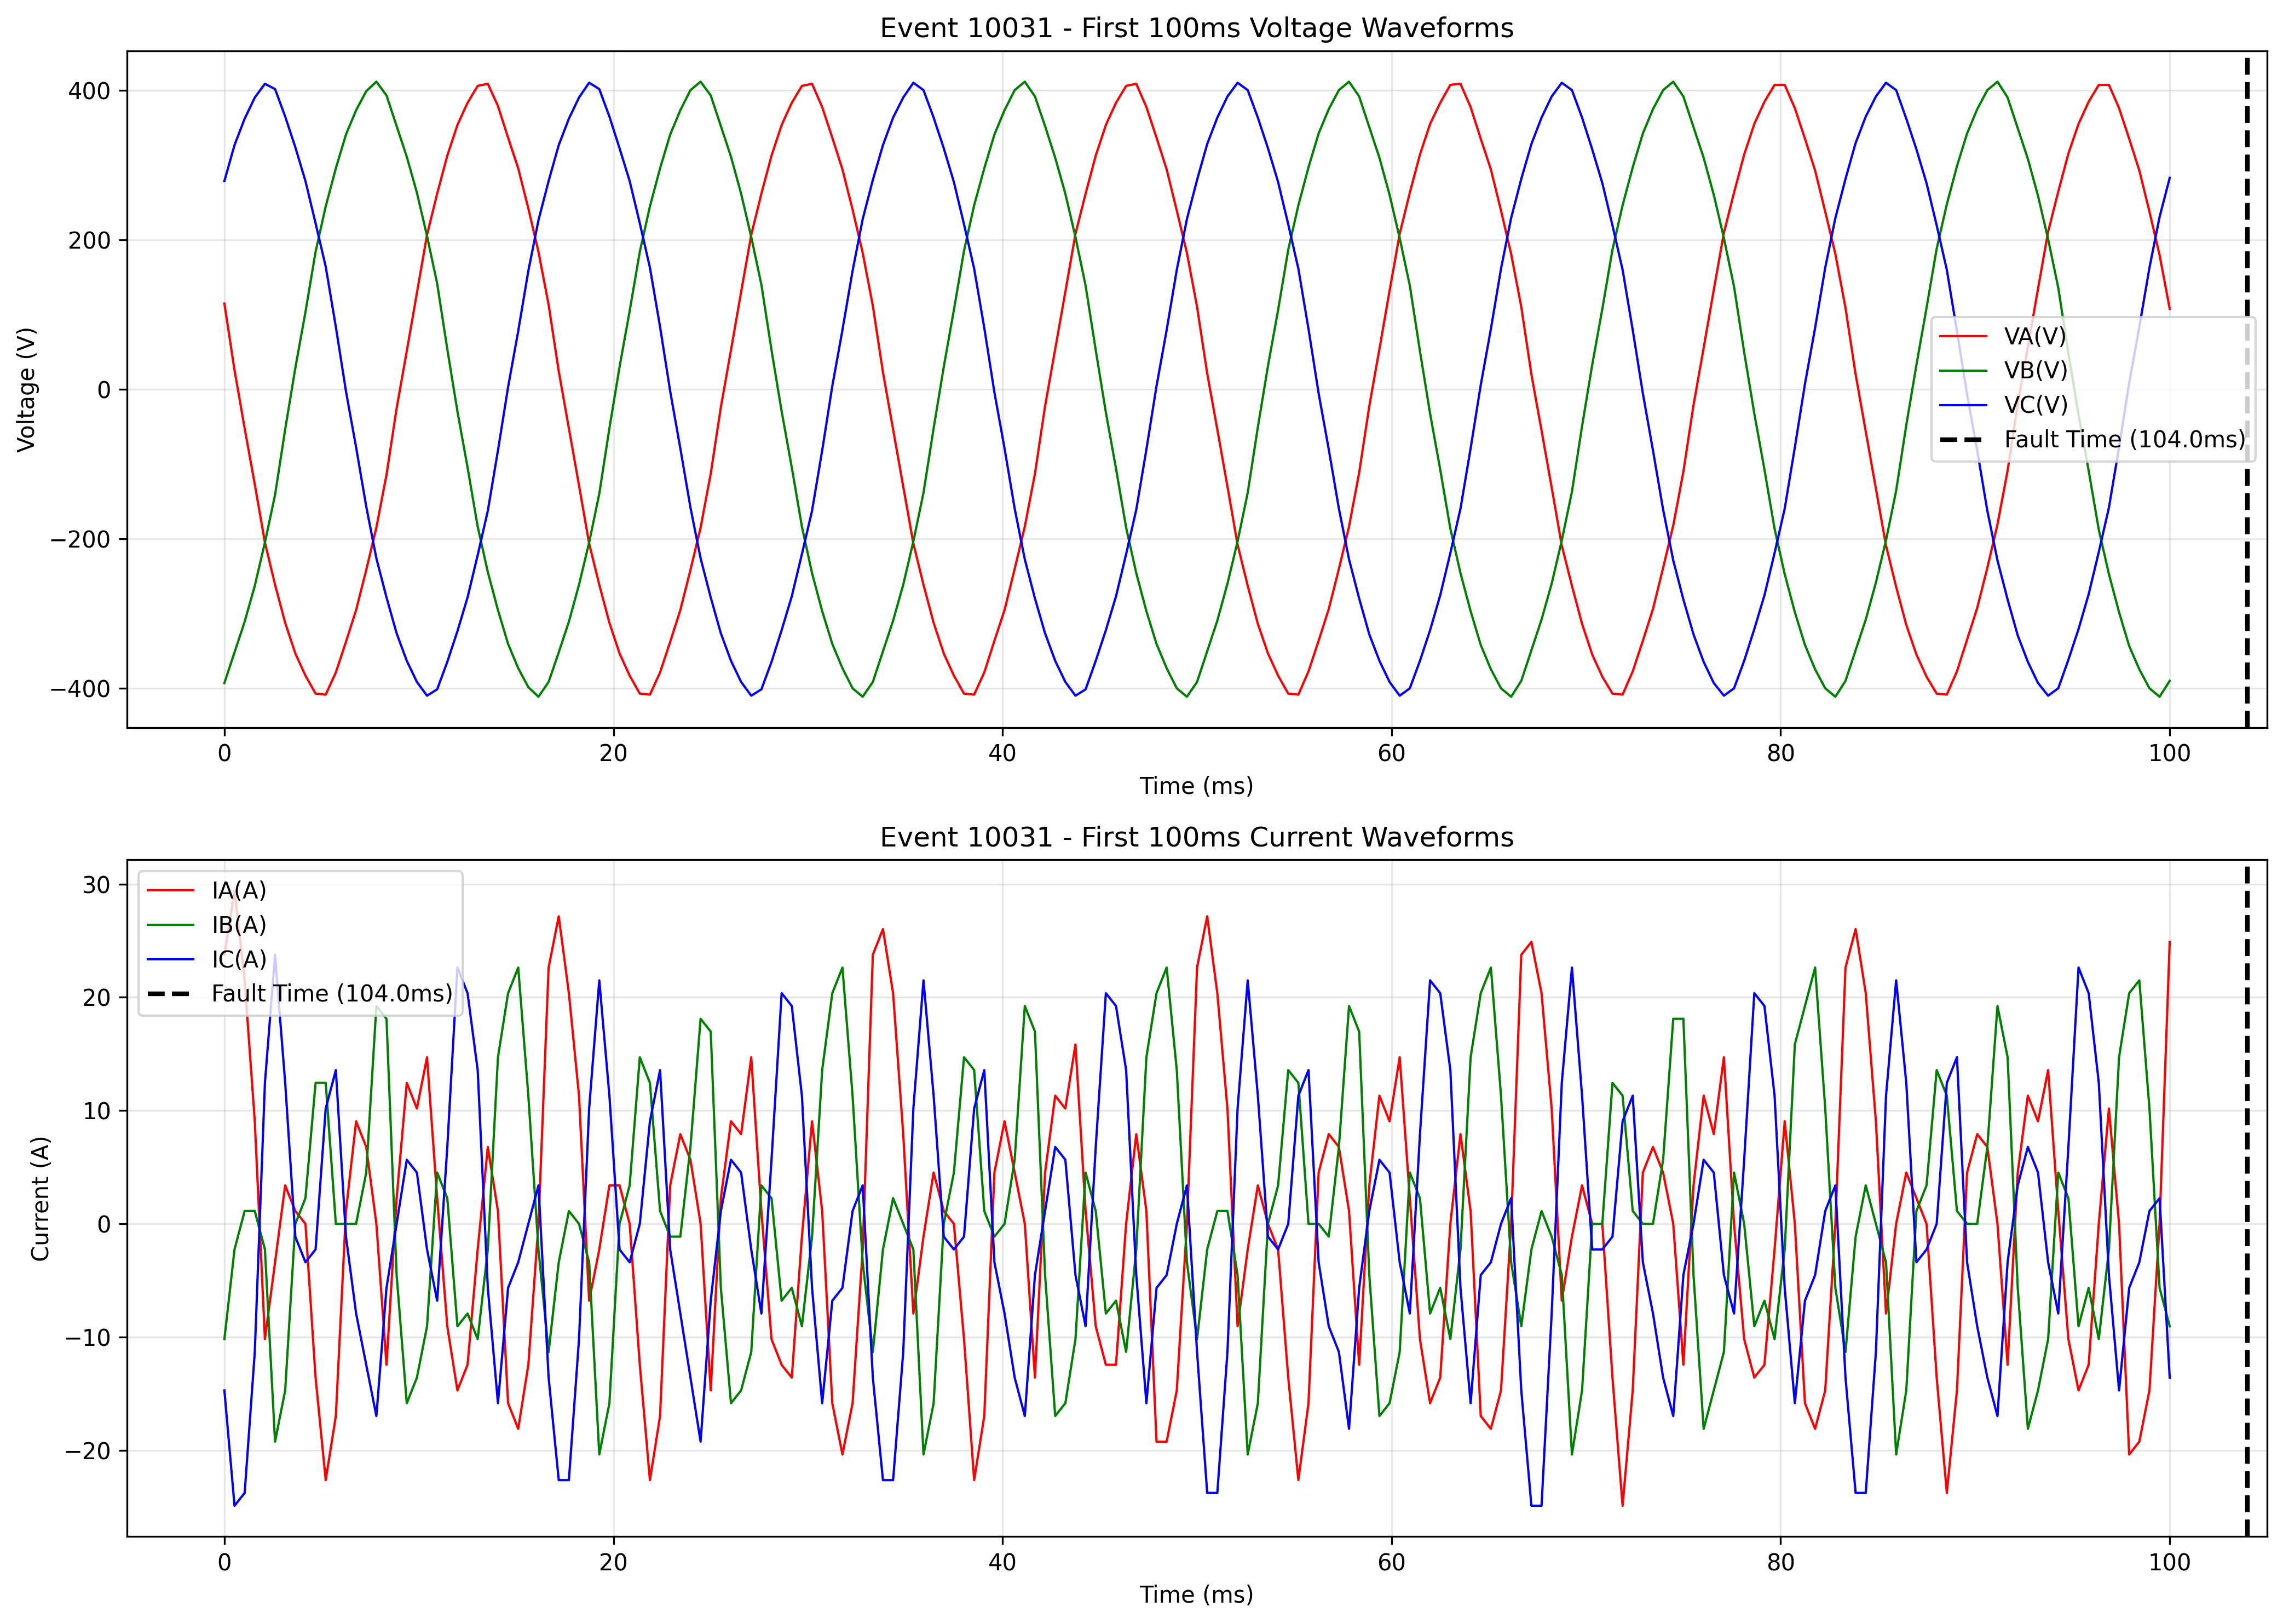 Event 10031 - First 100ms Voltage Waveforms
Voltage (V)
400
200
0
−200
−400
VA(V)
VB(V)
VC(V)
Fault Time (104.0ms)
0 20 40 60 80 100
Time (ms)
Event 10031 - First 100ms Current Waveforms
Current (A)
30
20
10
0
−10
−20
IA(A)
IB(A)
IC(A)
Fault Time (104.0ms)
0 20 40 60 80 100
Time (ms)